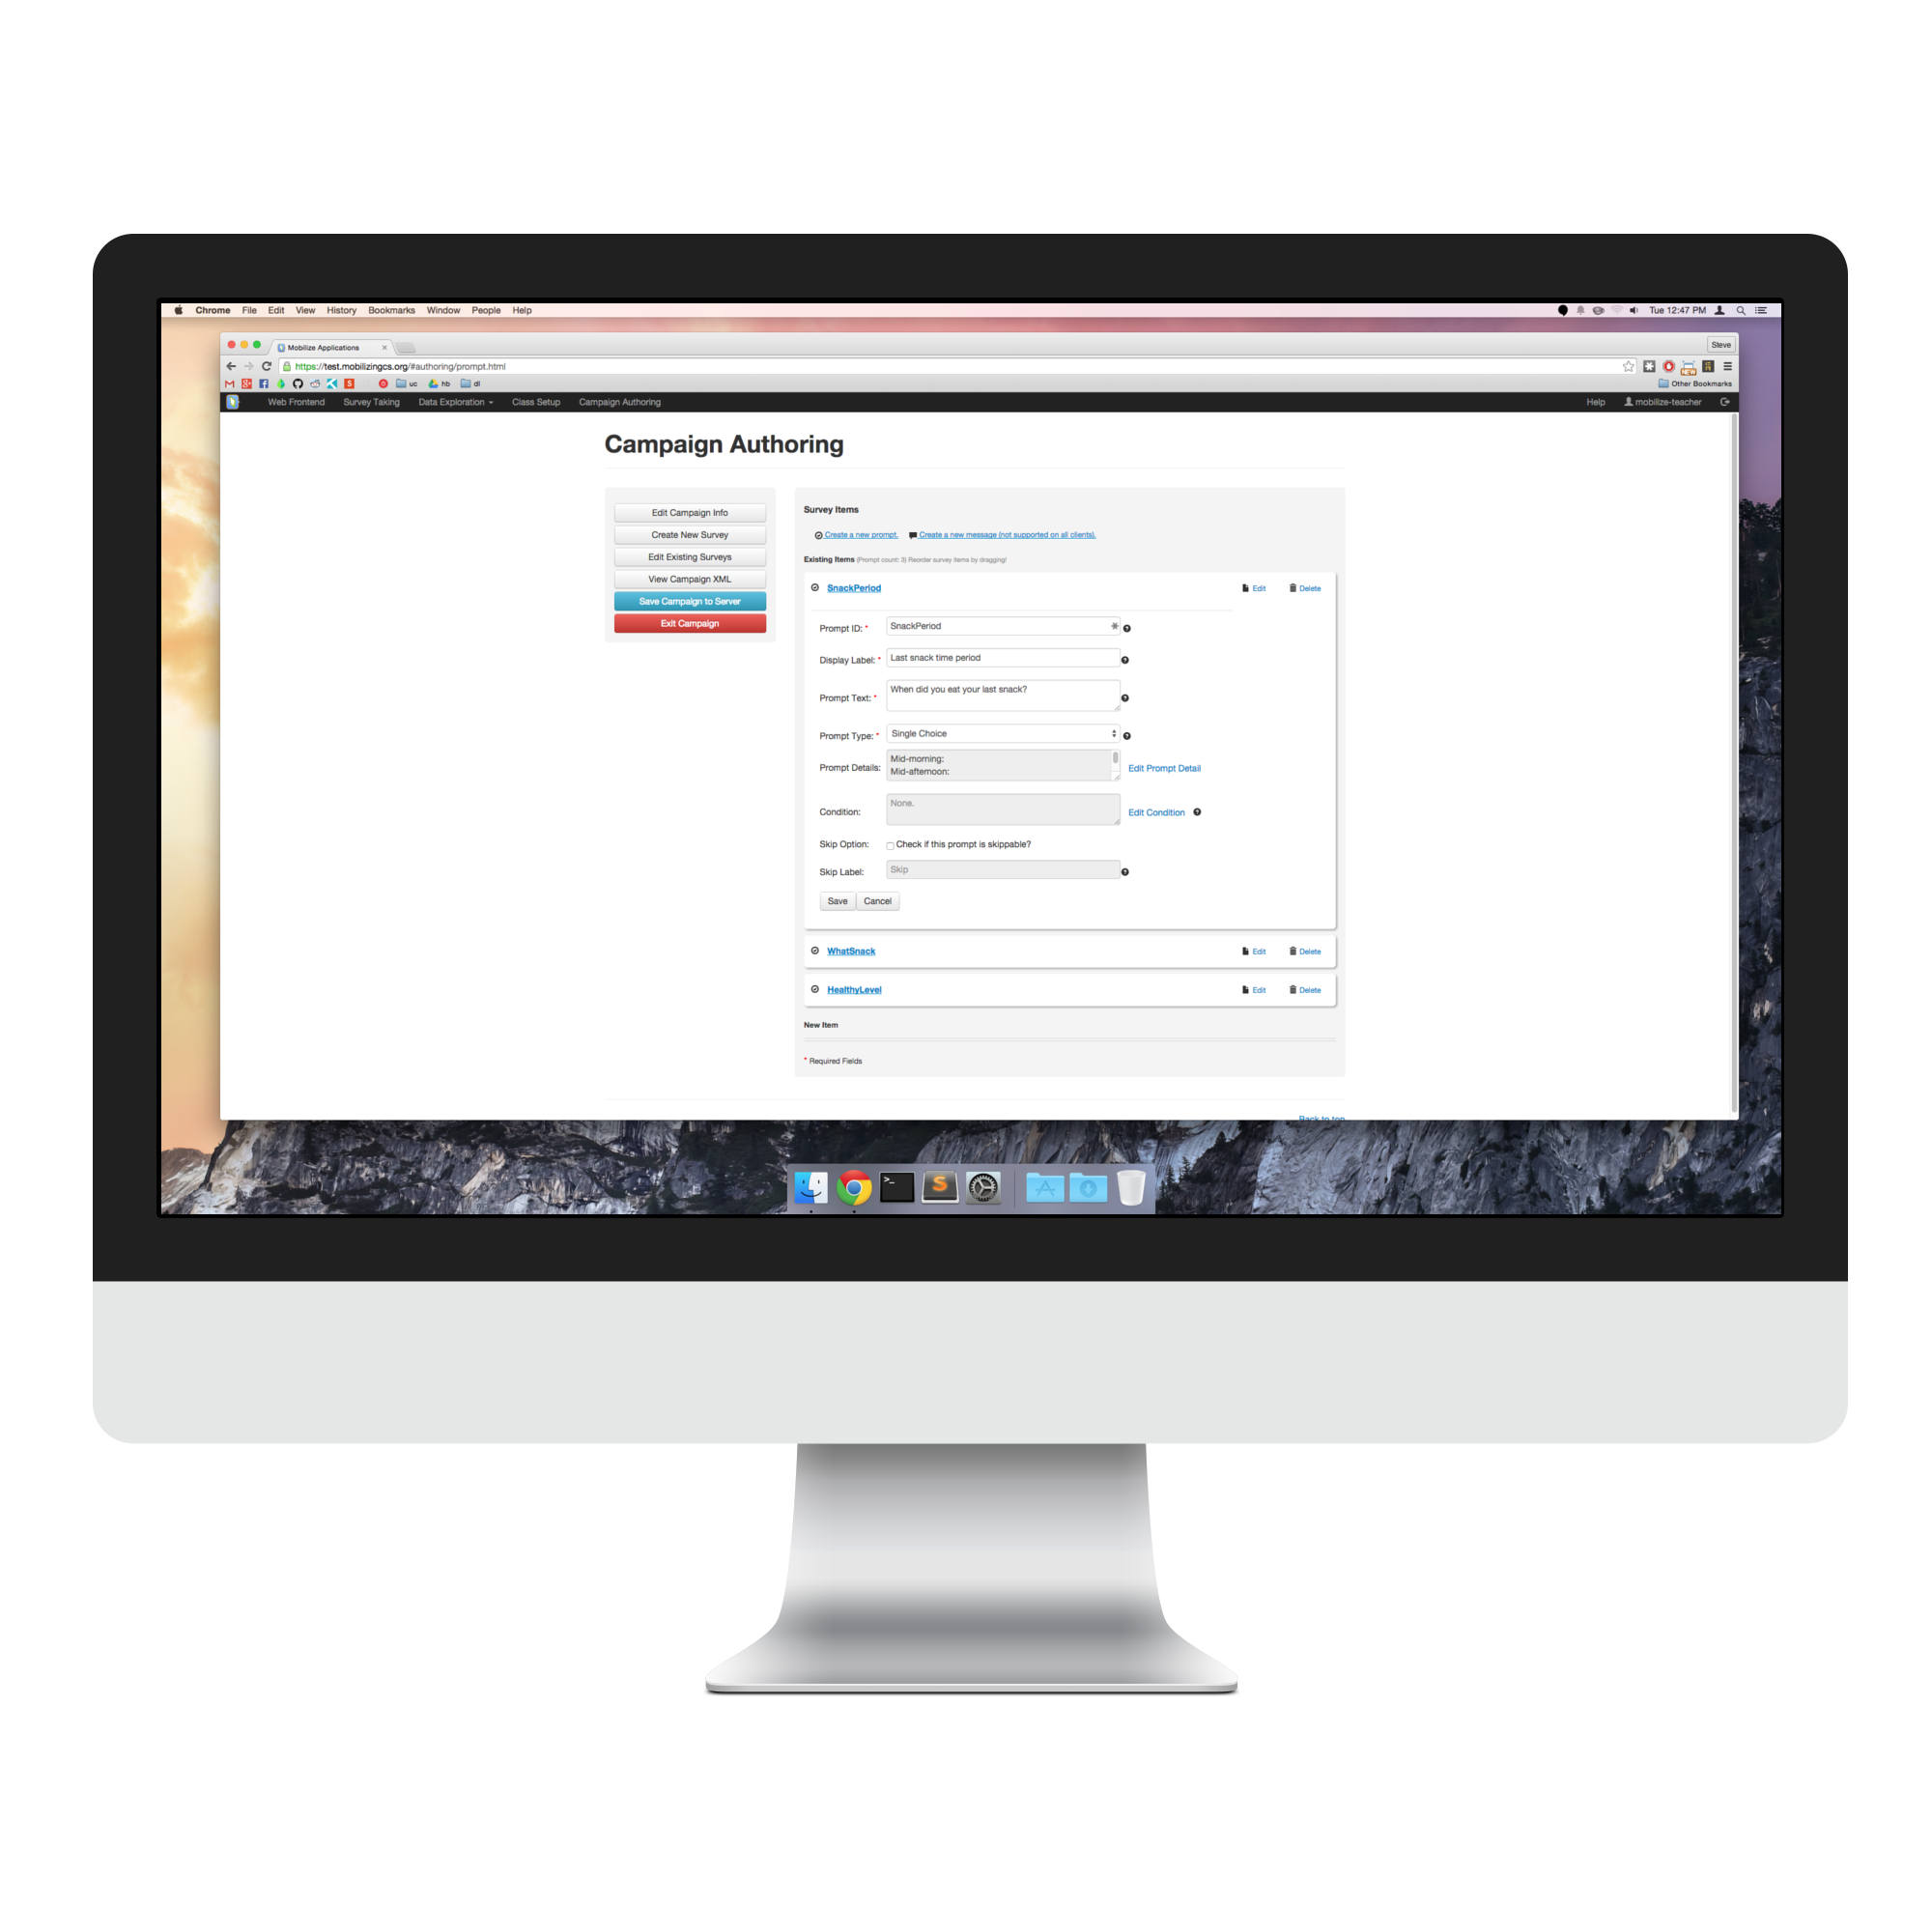 Chrome File Edit View History Bookmarks Window People Help Tue 12:47 PM
Mobilize Applications Steve
https://test.mobilizingcs.org/#authoring/prompt.html
uc hb dl Other Bookmarks
Web Frontend Survey Taking Data Exploration Class Setup Campaign Authoring Help mobilize-teacher
Campaign Authoring
Edit Campaign Info
Create New Survey
Edit Existing Surveys
View Campaign XML
Save Campaign to Server
Exit Campaign
Survey Items
Create a new prompt. Create a new message (not supported on all clients).
Existing Items (Prompt count: 3) Reorder survey items by dragging!
SnackPeriod Edit Delete
Prompt ID: * SnackPeriod
Display Label: * Last snack time period
Prompt Text: * When did you eat your last snack?
Prompt Type: * Single Choice
Prompt Details: Mid-morning:
Mid-afternoon:
Edit Prompt Detail
Condition: None. Edit Condition
Skip Option: Check if this prompt is skippable?
Skip Label: Skip
Save Cancel
WhatSnack Edit Delete
HealthyLevel Edit Delete
New Item
* Required Fields
Back to top